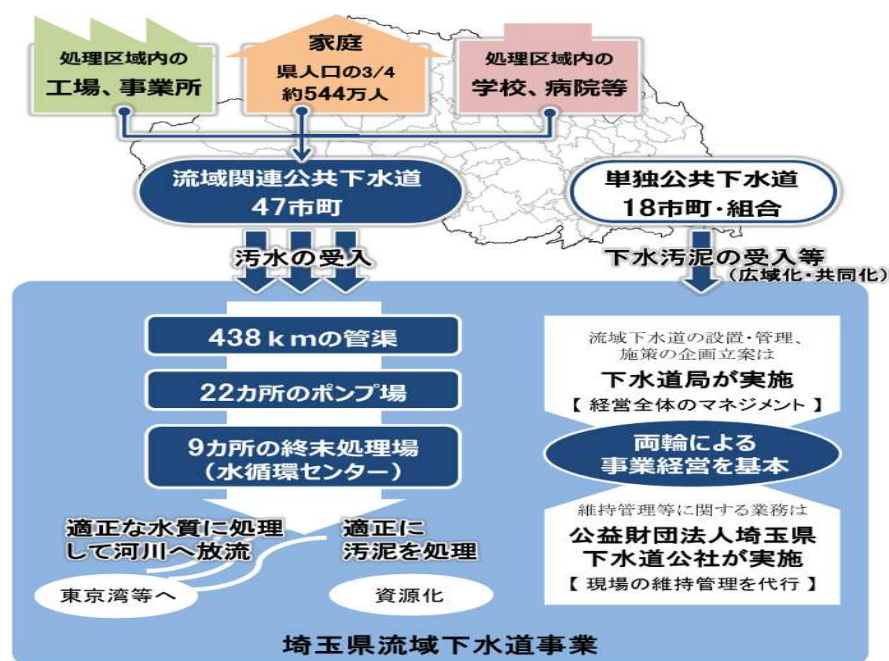 処理区域内の
工場、事業所
家庭
県人口の3/4
約544万人
処理区域内の
学校、病院等
流域関連公共下水道
47市町
単独公共下水道
18市町・組合
汚水の受入
下水汚泥の受入等
(広域化・共同化)
438kmの管渠
22カ所のポンプ場
9カ所の終末処理場
(水循環センター)
適正な水質に処理
して河川へ放流
適正に
汚泥を処理
東京湾等へ
資源化
流域下水道の設置・管理、
施策の企画立案は
下水道局が実施
【 経営全体のマネジメント 】
両輪による
事業経営を基本
維持管理等に関する業務は
公益財団法人埼玉県
下水道公社が実施
【 現場の維持管理を代行 】
埼玉県流域下水道事業